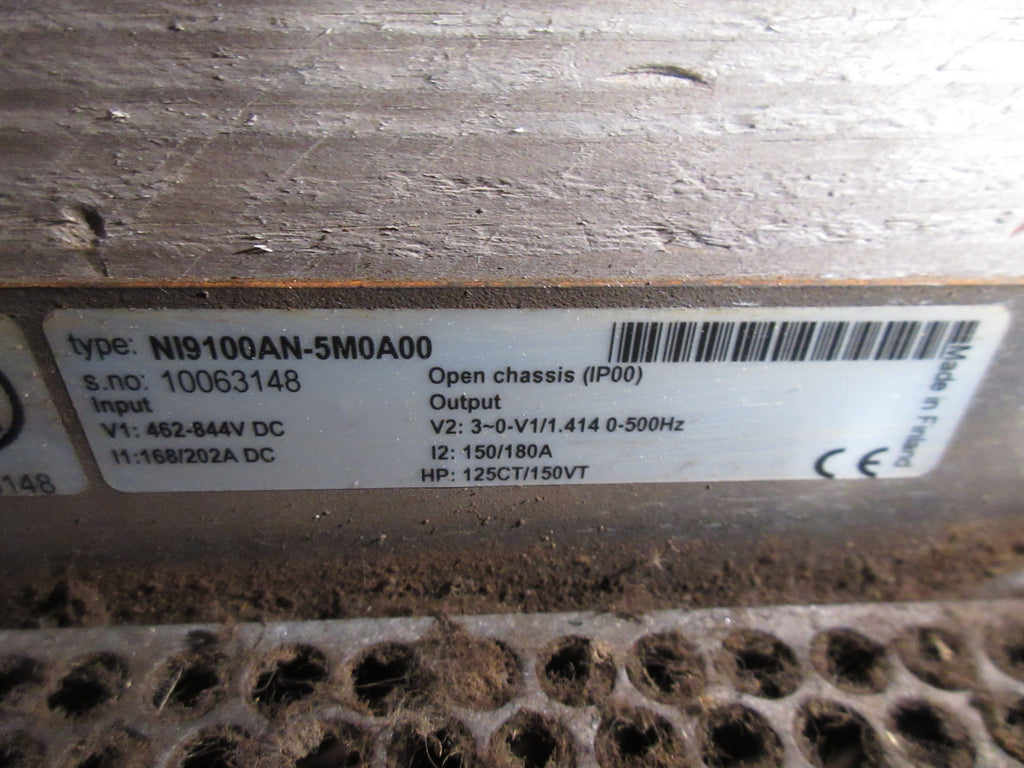 type: NI9100AN-5M0A00
s.no: 10063148
Input
V1: 462-844V DC
I1:168/202A DC
Open chassis (IP00)
Output
V2: 3~0-V1/1.414 0-500Hz
I2: 150/180A
HP: 125CT/150VT
CE
Made in Finland
148